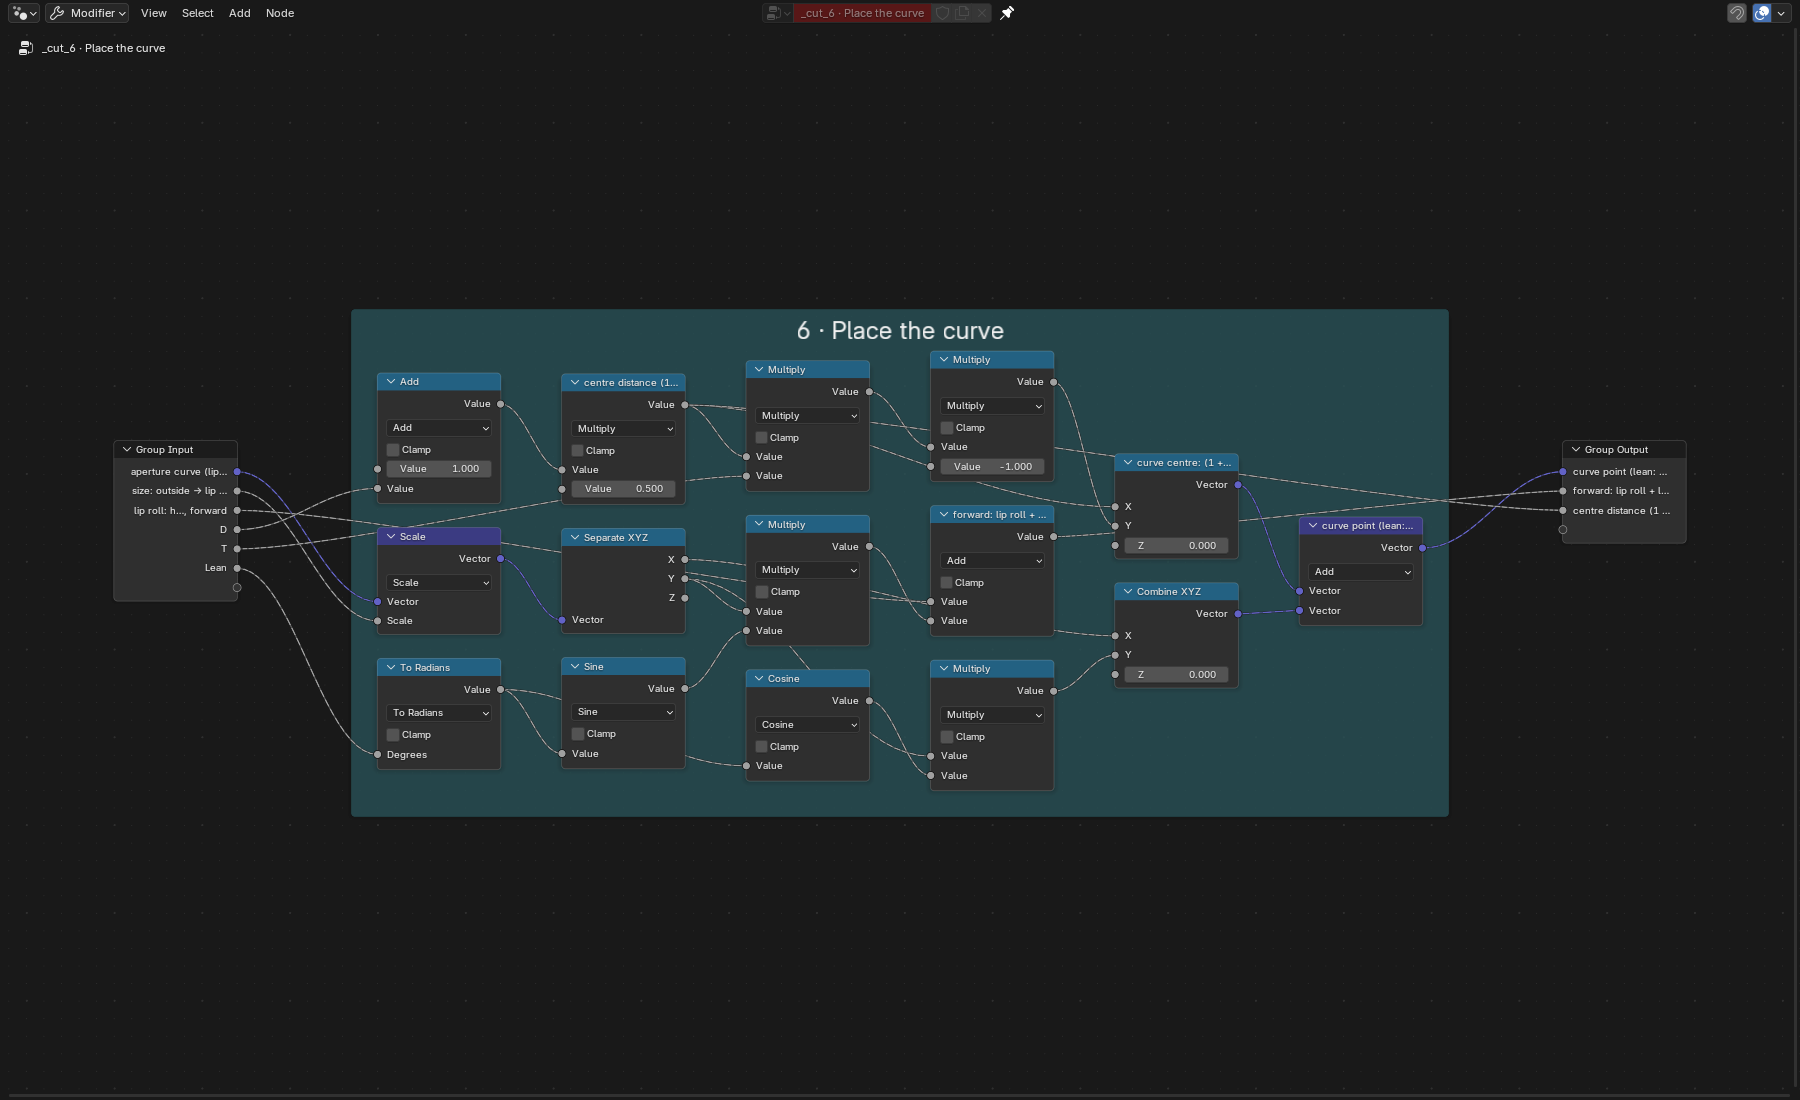 Modifier View Select Add Node
_cut_6 · Place the curve
_cut_6 · Place the curve
6 · Place the curve
Group Input
aperture curve (lip...
size: outside → lip ...
lip roll: h..., forward
D
T
Lean
Add
Value
Add
Clamp
Value 1.000
Value
Scale
Vector
Scale
Vector
Scale
To Radians
Value
To Radians
Clamp
Degrees
centre distance (1...
Value
Multiply
Clamp
Value
Value 0.500
Separate XYZ
X
Y
Z
Vector
Sine
Value
Sine
Clamp
Value
Multiply
Value
Multiply
Clamp
Value
Value
Multiply
Value
Multiply
Clamp
Value
Value
Cosine
Value
Cosine
Clamp
Value
Multiply
Value
Multiply
Clamp
Value
Value -1.000
forward: lip roll + ...
Value
Add
Clamp
Value
Value
Multiply
Value
Multiply
Clamp
Value
Value
curve centre: (1 +...
Vector
X
Y
Z 0.000
Combine XYZ
Vector
X
Y
Z 0.000
curve point (lean:...
Vector
Add
Vector
Vector
Group Output
curve point (lean: ...
forward: lip roll + l...
centre distance (1 ...